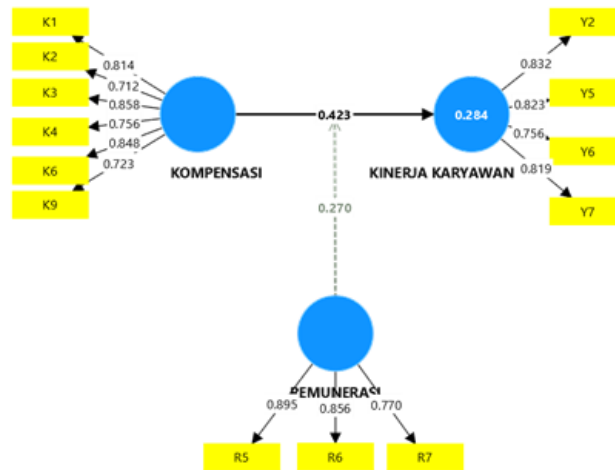 K1
K2
K3
K4
K6
K9
0.814
0.712
0.858
0.756
0.848
0.723
KOMPENSASI
0.423
0.284
KINERJA KARYAWAN
0.832
0.823
0.756
0.819
Y2
Y5
Y6
Y7
0.270
REMUNERASI
0.895
0.856
0.770
R5
R6
R7